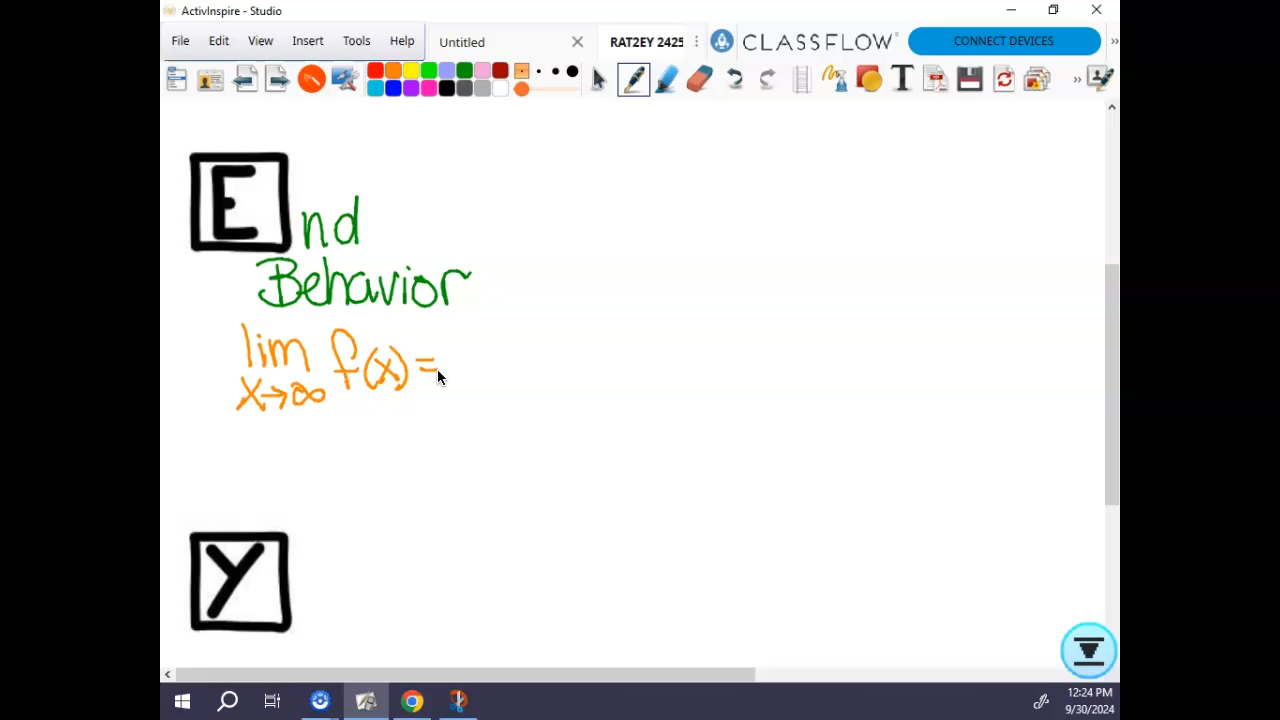 ActivInspire - Studio
File Edit View Insert Tools Help Untitled RAT2EY 2425 CLASSFLOW CONNECT DEVICES
T
End
Behavior
lim f(x) =
x→∞
Y
12:24 PM
9/30/2024